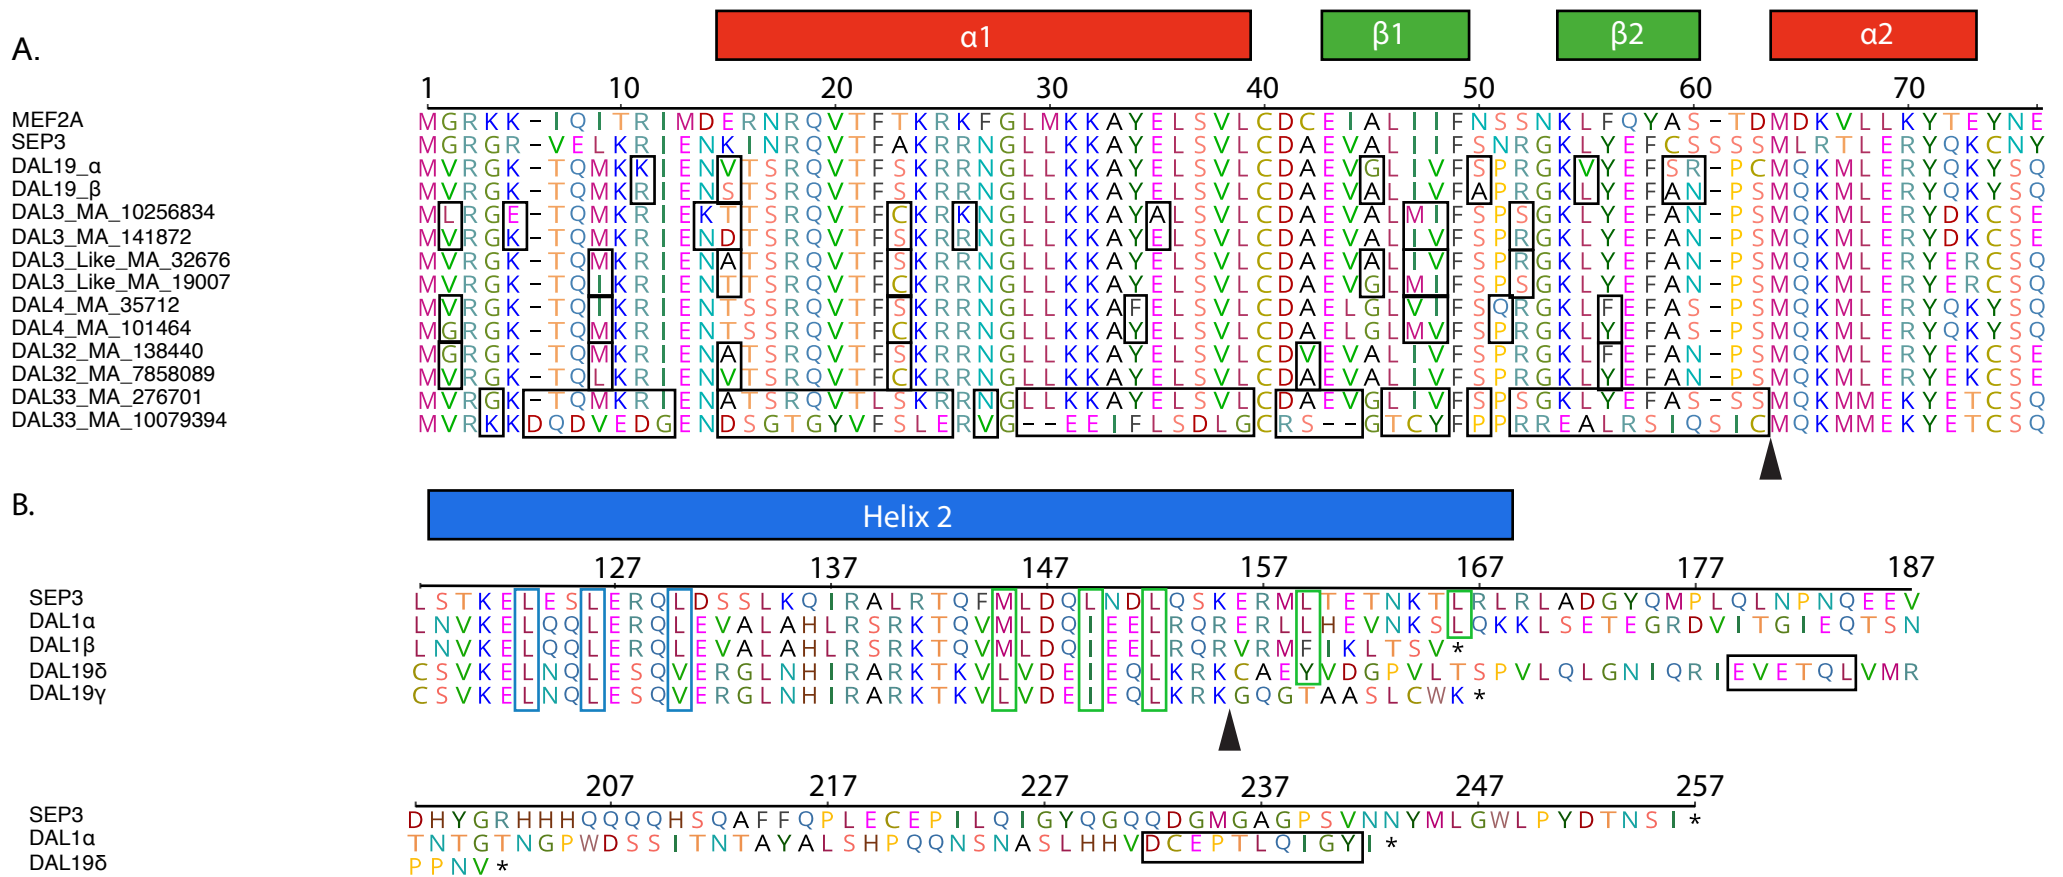 A.
α1 β1 β2 α2
1 10 20 30 40 50 60 70
MEF2A MGRKK-IQITRIMDERNRQVTFTKRKFGLMKKAYELSVLCDCEIALIIFNSSNKLFQYAS-TDMDKVLLKYTEYNE
SEP3 MGRGR-VELKRIENKINRQVTFAKRRNGLLKKAYELSVLCDAEVALIIFSNRGKLYEFCSSSSMLRTLERYQKCNY
DAL19_α MVRGK-TQMKKIENVTSRQVTFSKRRNGLLKKAYELSVLCDAEVGLIVFSPRGKVYEFSR-PCMQKMLERYQKYSQ
DAL19_β MVRGK-TQMKRIENSTSRQVTFSKRRNGLLKKAYELSVLCDAEVALIVFAPRGKLYEFAN-PSMQKMLERYQKYSQ
DAL3_MA_10256834 MLRGE-TQMKRIEKTTSRQVTFCKRKNGLLKKAYALSVLCDAEVALMIFSPSGKLYEFAN-PSMQKMLERYDKCSE
DAL3_MA_141872 MVRGK-TQMKRIENDTSRQVTFSKRRNGLLKKAYELSVLCDAEVALIVFSPRGKLYEFAN-PSMQKMLERYDKCSE
DAL3_Like_MA_32676 MVRGK-TQMKRIENATSRQVTFSKRRNGLLKKAYELSVLCDAEVALIVFSPRGKLYEFAN-PSMQKMLERYERCSQ
DAL3_Like_MA_19007 MVRGK-TQIKRIENTTSRQVTFCKRRNGLLKKAYELSVLCDAEVGLMIFSPSGKLYEFAN-PSMQKMLERYERCSQ
DAL4_MA_35712 MVRGK-TQIKRIENTSSRQVTFSKRRNGLLKKAFELSVLCDAELGLVIFSQRGKLFEFAS-PSMQKMLERYQKYSQ
DAL4_MA_101464 MGRGK-TQMKRIENTSSRQVTFCKRRNGLLKKAYELSVLCDAELGLMVFSPRGKLYEFAS-PSMQKMLERYQKYSQ
DAL32_MA_138440 MGRGK-TQMKRIENATSRQVTFSKRRNGLLKKAYELSVLCDVEVALIVFSPRGKLFEFAN-PSMQKMLERYEKCSE
DAL32_MA_7858089 MVRGK-TQLKRIENVTSRQVTFCKRRNGLLKKAYELSVLCDAEVALIVFSPRGKLYEFAN-PSMQKMLERYEKCSE
DAL33_MA_276701 MVRGK-TQMKRIENATSRQVTLSKRRNGLLKKAYELSVLCDAEVGLIVFSPSGKLYEFAS-SSMQKMMEKYETCSQ
DAL33_MA_10079394 MVRKKDQDVEDGENDSGTGYVFSLERVG--EEIFLSDLGCRS--GTCYFPPRREALRSIQSICMQKMMEKYETCSQ
B.
Helix 2
127 137 147 157 167 177 187
SEP3 LSTKELESLERQLDSSLKQIRALRTQFMLDQLNDLQSKERMLTETNKTLRLRLADGYQMPLQLNPNQEEV
DAL1α LNVKELQQLERQLEVALAHLRSRKTQVMLDQIEELRQRERLLHEVNKSLQKKLSETEGRDVITGIEQTSN
DAL1β LNVKELQQLERQLEVALAHLRSRKTQVMLDQIEELRQRVRMFIKLTSV*
DAL19δ CSVKELNQLESQVERGLNHIRARKTKVLVDEIEQLKRKCAEYVDGPVLTSPVLQLGNIQRIEVETQLVMR
DAL19γ CSVKELNQLESQVERGLNHIRARKTKVLVDEIEQLKRKGQGTAASLCWK*
207 217 227 237 247 257
SEP3 DHYGRHHHQQQQHSQAFFQPLECEPILQIGYQGQQDGMGAGPSVNNYMLGWLPYDTNSI*
DAL1α TNTGTNGPWDSSITNTAYALSHPQQNSNASLHHVDCEPTLQIGYI*
DAL19δ PPNV*